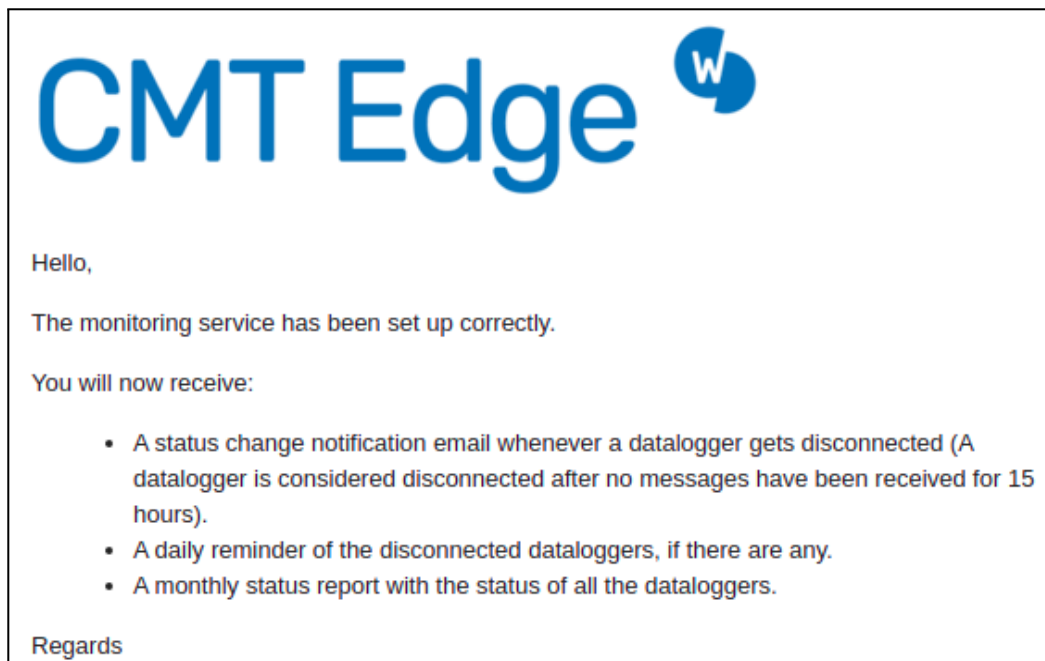 CMT Edge W
Hello,
The monitoring service has been set up correctly.
You will now receive:
• A status change notification email whenever a datalogger gets disconnected (A
datalogger is considered disconnected after no messages have been received for 15
hours).
• A daily reminder of the disconnected dataloggers, if there are any.
• A monthly status report with the status of all the dataloggers.
Regards